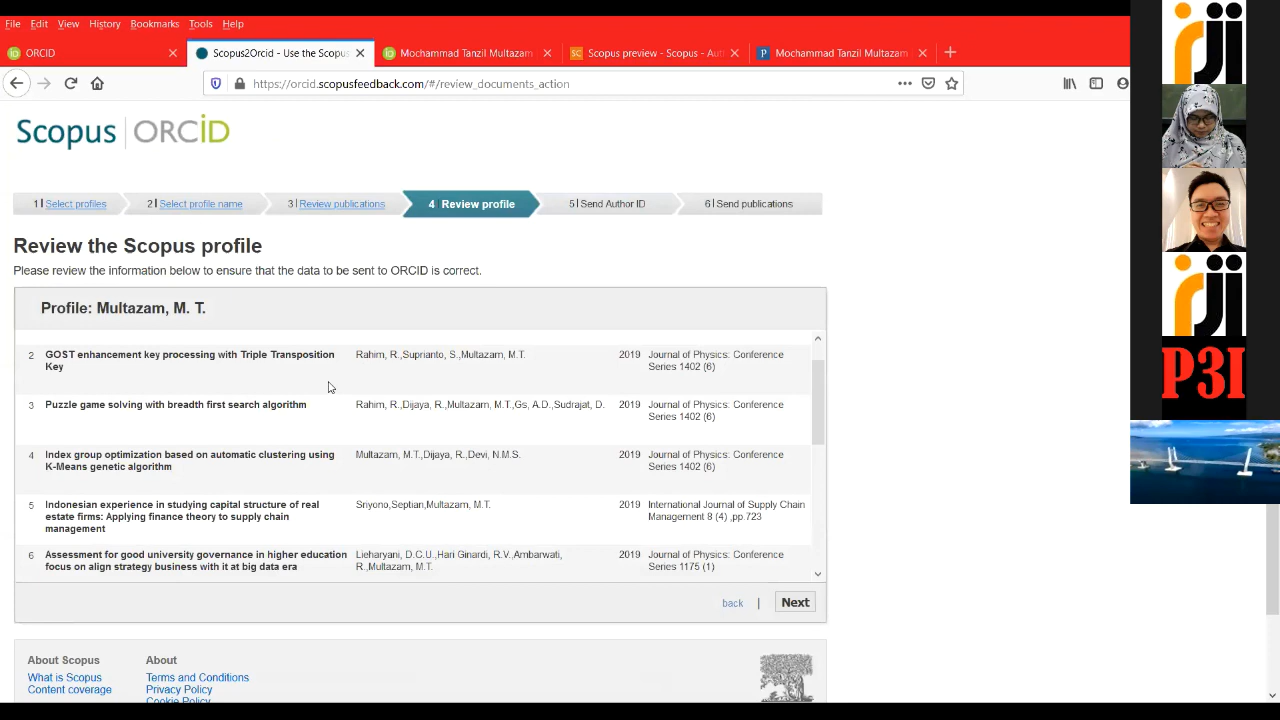 File Edit View History Bookmarks Tools Help
ORCID
Scopus2Orcid - Use the Scopus
Mochammad Tanzil Multazam
Scopus preview - Scopus - Aut
Mochammad Tanzil Multazam
https://orcid.scopusfeedback.com/#/review_documents_action
Scopus | ORCID
1 Select profiles
2 Select profile name
3 Review publications
4 Review profile
5 Send Author ID
6 Send publications
Review the Scopus profile
Please review the information below to ensure that the data to be sent to ORCID is correct.
Profile: Multazam, M. T.
2 GOST enhancement key processing with Triple Transposition
Key
Rahim, R.,Suprianto, S.,Multazam, M.T.
2019
Journal of Physics: Conference
Series 1402 (6)
3 Puzzle game solving with breadth first search algorithm
Rahim, R.,Dijaya, R.,Multazam, M.T.,Gs, A.D.,Sudrajat, D.
2019
Journal of Physics: Conference
Series 1402 (6)
4 Index group optimization based on automatic clustering using
K-Means genetic algorithm
Multazam, M.T.,Dijaya, R.,Devi, N.M.S.
2019
Journal of Physics: Conference
Series 1402 (6)
5 Indonesian experience in studying capital structure of real
estate firms: Applying finance theory to supply chain
management
Sriyono,Septian,Multazam, M.T.
2019
International Journal of Supply Chain
Management 8 (4) ,pp.723
6 Assessment for good university governance in higher education
focus on align strategy business with it at big data era
Lieharyani, D.C.U.,Hari Ginardi, R.V.,Ambarwati,
R.,Multazam, M.T.
2019
Journal of Physics: Conference
Series 1175 (1)
back | Next
About Scopus
What is Scopus
Content coverage
About
Terms and Conditions
Privacy Policy
Cookie Policy
rji
rji
P3I